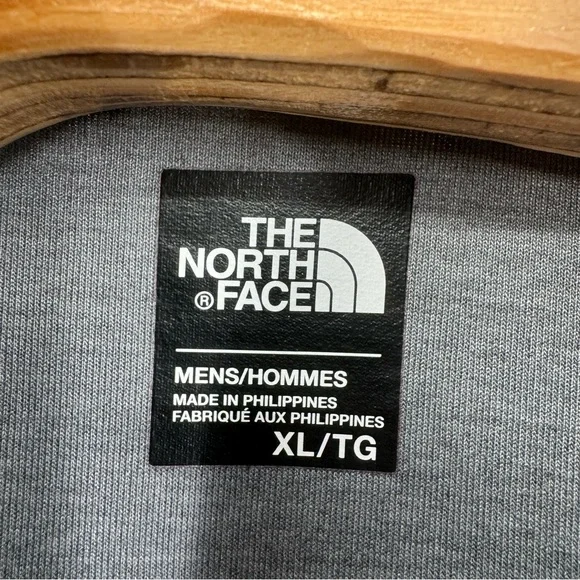 THE
NORTH
® FACE
MENS/HOMMES
MADE IN PHILIPPINES
FABRIQUÉ AUX PHILIPPINES
XL/TG